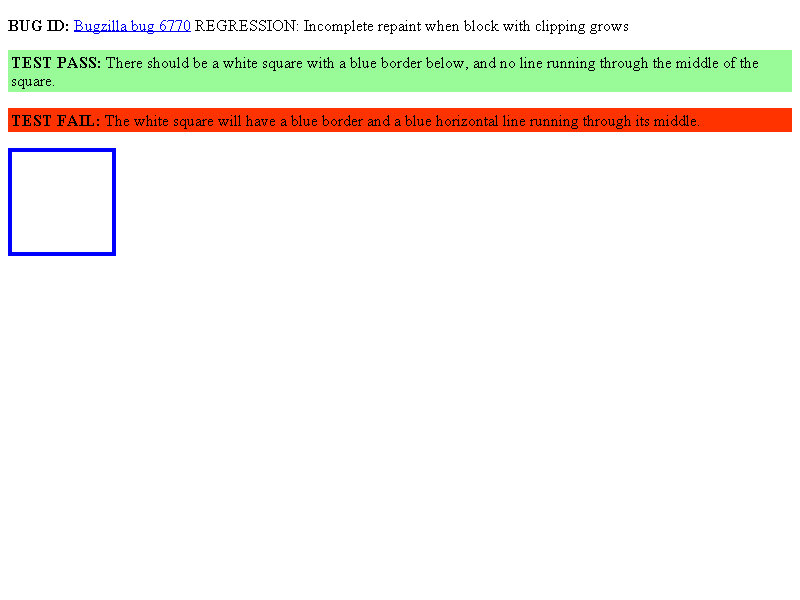 BUG ID: Bugzilla bug 6770 REGRESSION: Incomplete repaint when block with clipping grows
TEST PASS: There should be a white square with a blue border below, and no line running through the middle of the
square.
TEST FAIL: The white square will have a blue border and a blue horizontal line running through its middle.